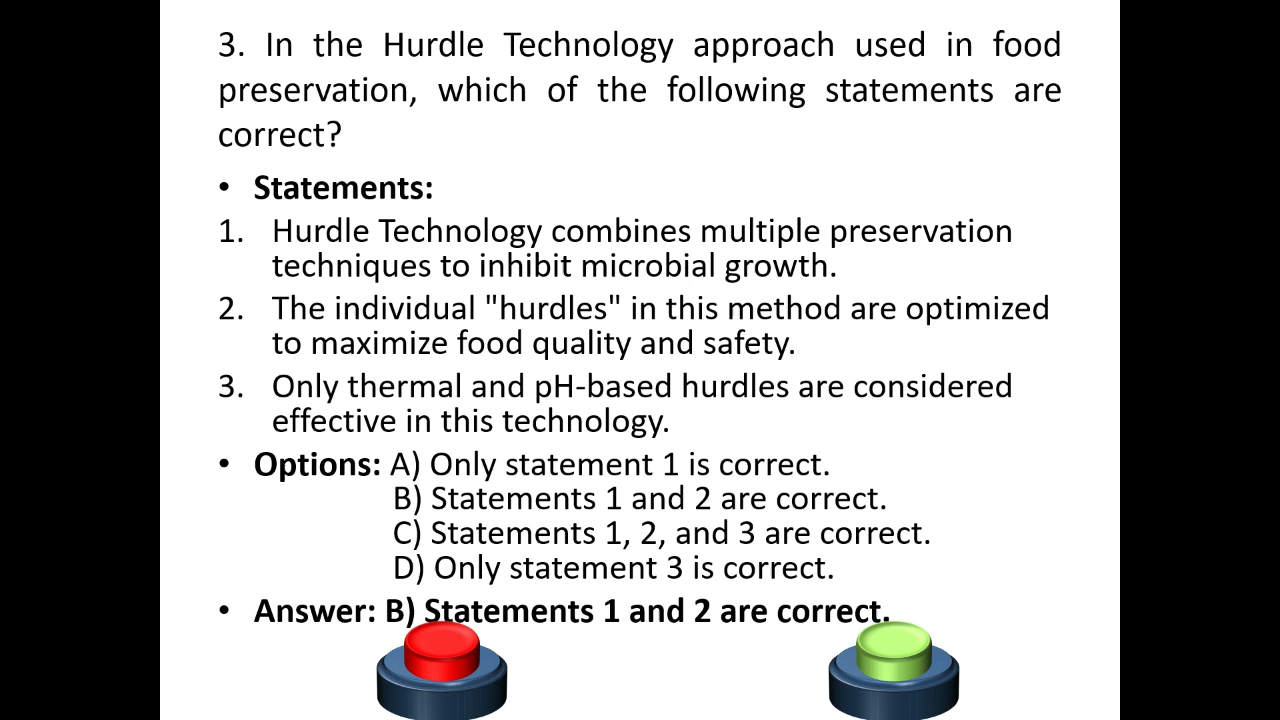 3. In the Hurdle Technology approach used in food
preservation, which of the following statements are
correct?
• Statements:
1. Hurdle Technology combines multiple preservation
techniques to inhibit microbial growth.
2. The individual "hurdles" in this method are optimized
to maximize food quality and safety.
3. Only thermal and pH-based hurdles are considered
effective in this technology.
• Options: A) Only statement 1 is correct.
B) Statements 1 and 2 are correct.
C) Statements 1, 2, and 3 are correct.
D) Only statement 3 is correct.
• Answer: B) Statements 1 and 2 are correct.